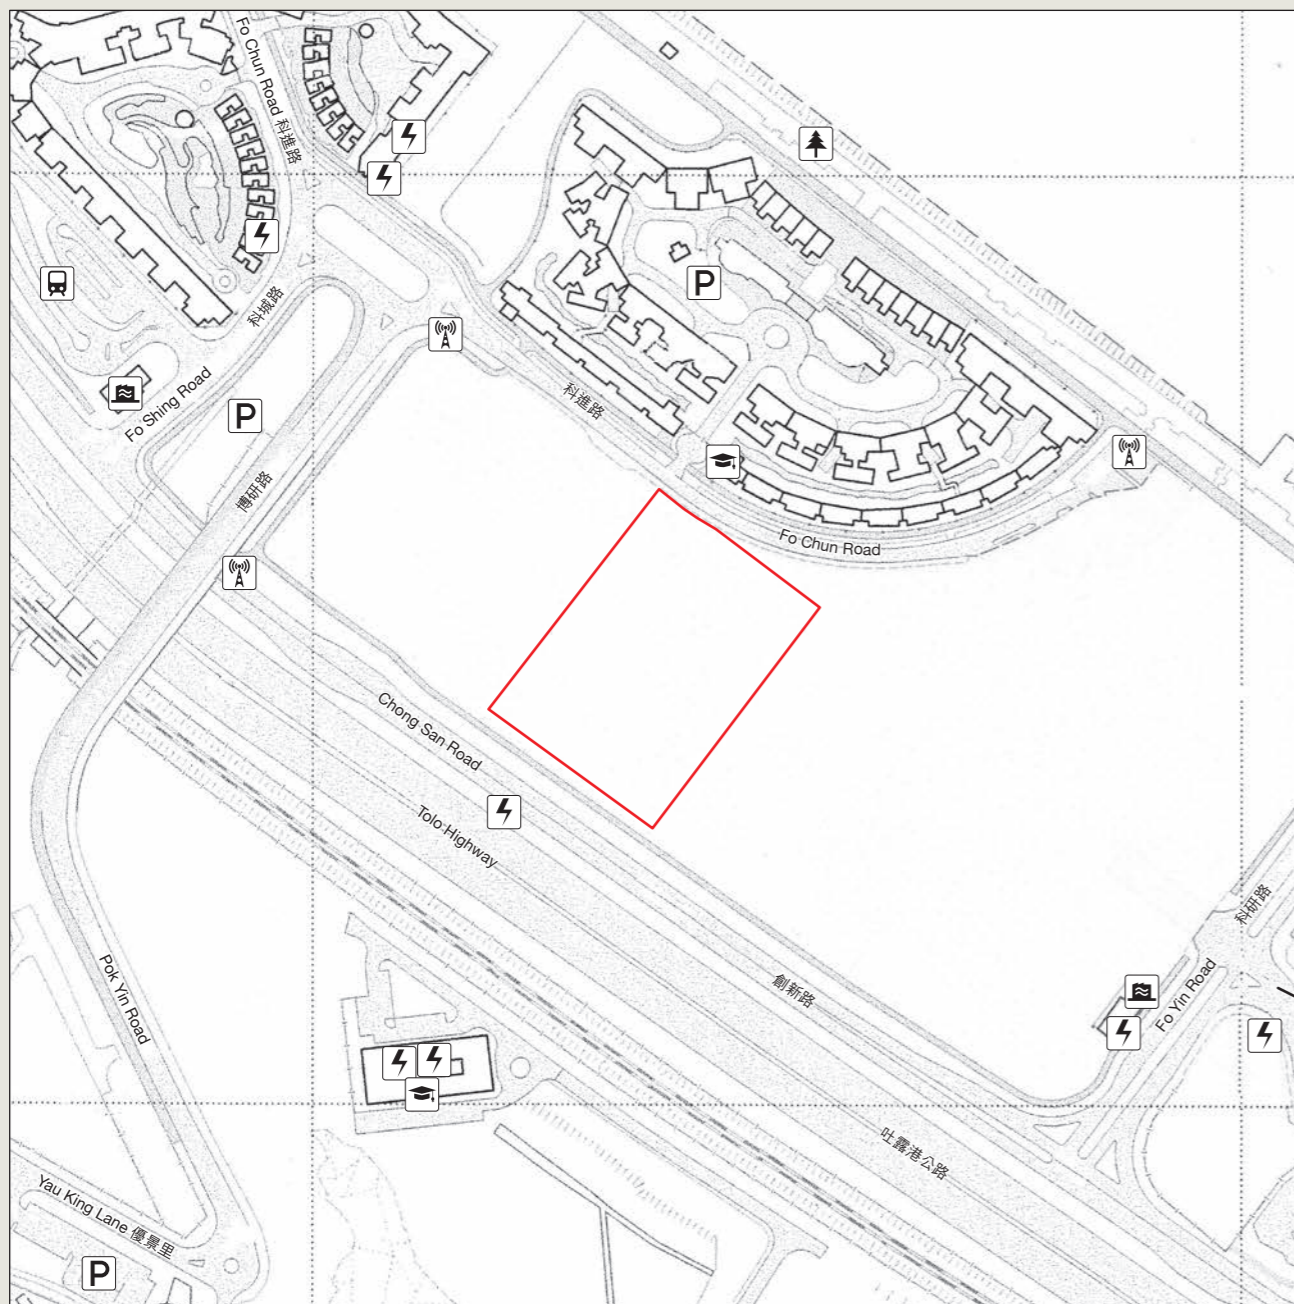 Fo Chun Road 科進路
科城路
Fo Shing Road
P
P
科進路
博研路
Fo Chun Road
Chong San Road
Tolo Highway
科研路
Fo Yin Road
創新路
Pok Yin Road
吐露港公路
Yau King Lane 優景里
P